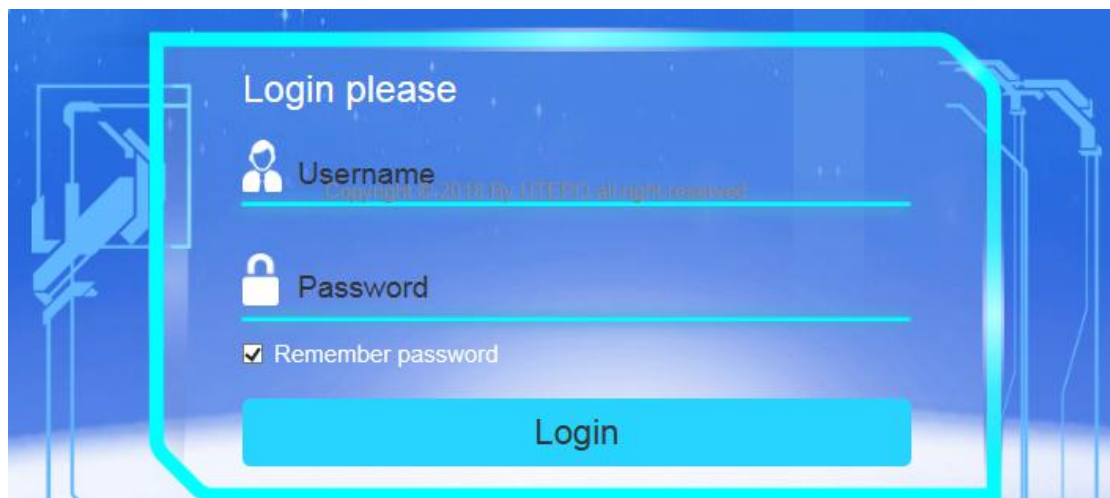 Login please
Username
Copyright © 2018 By UTEPO all right reserved
Password
Remember password
Login